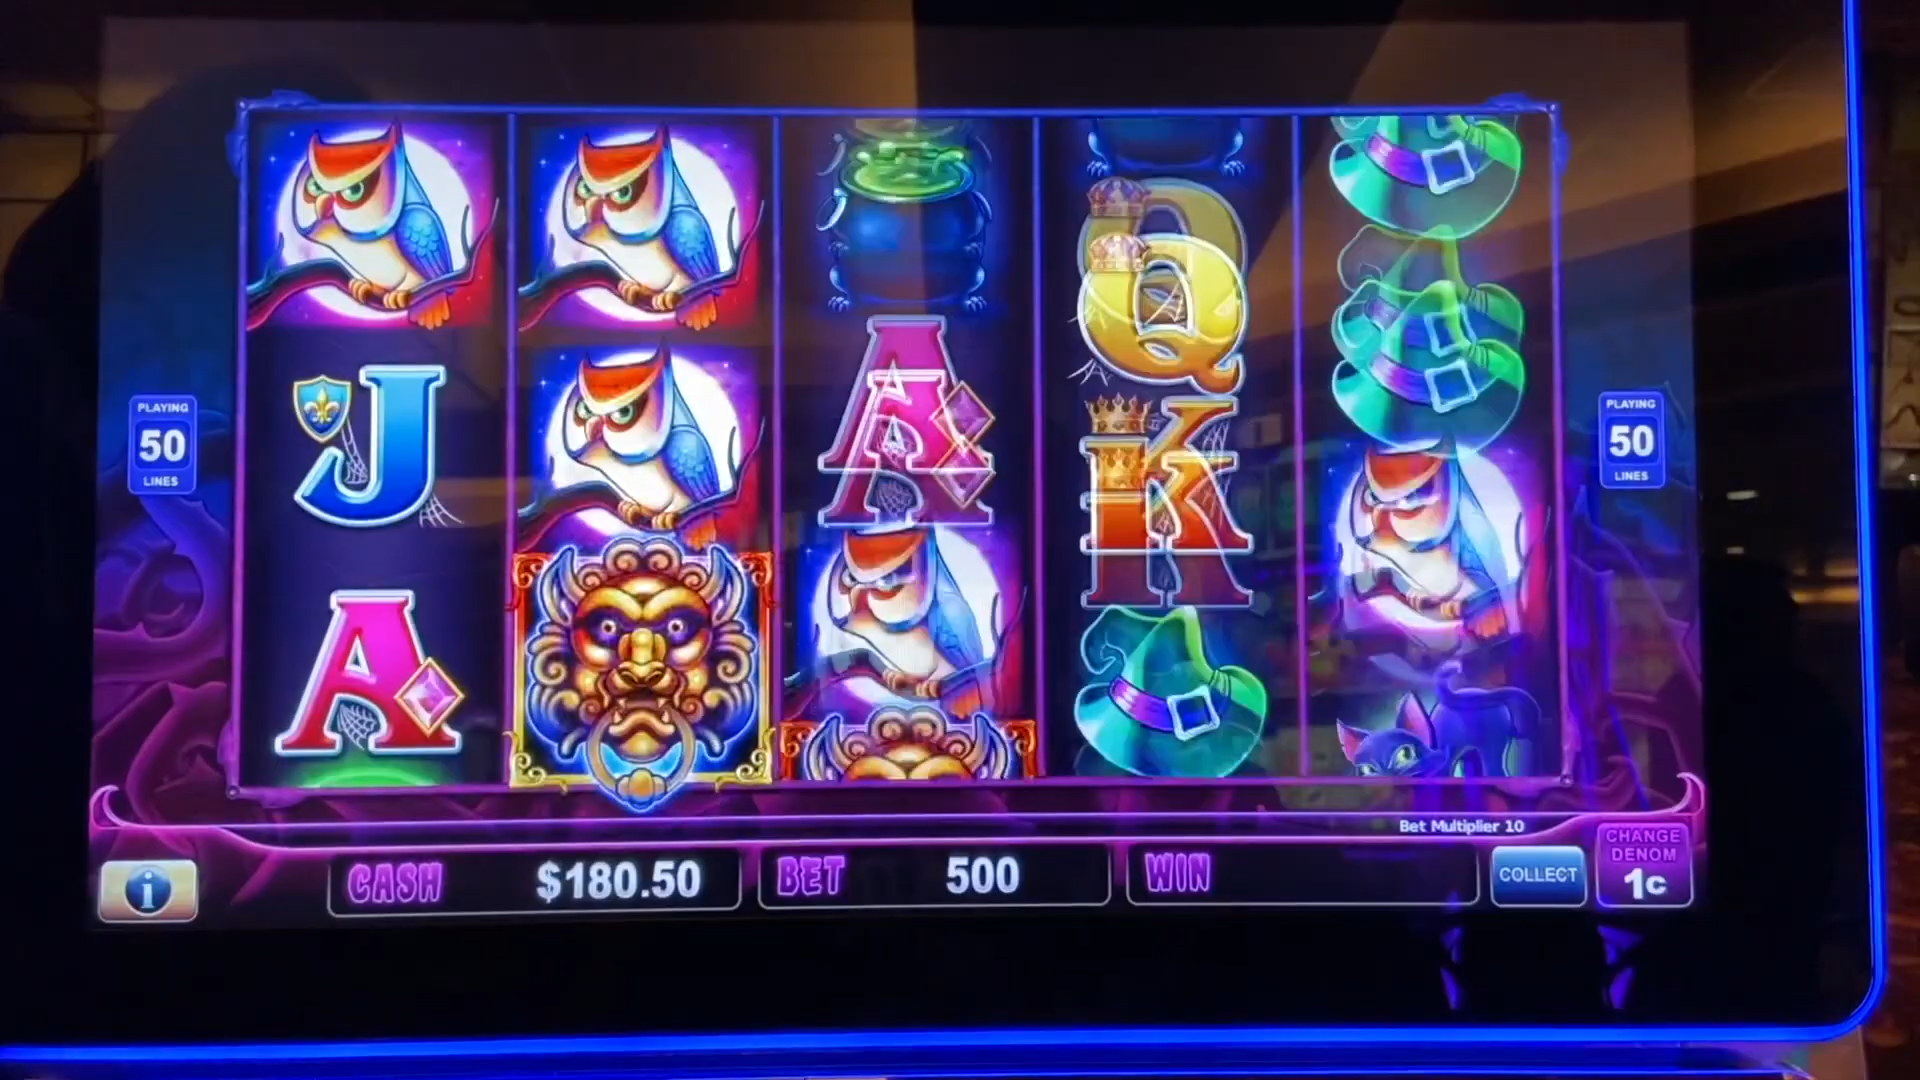 Q
J
A
K
A
PLAYING
50
LINES
PLAYING
50
LINES
Bet Multiplier 10
CASH $180.50
BET 500
WIN
COLLECT
CHANGE
DENOM
1c
i